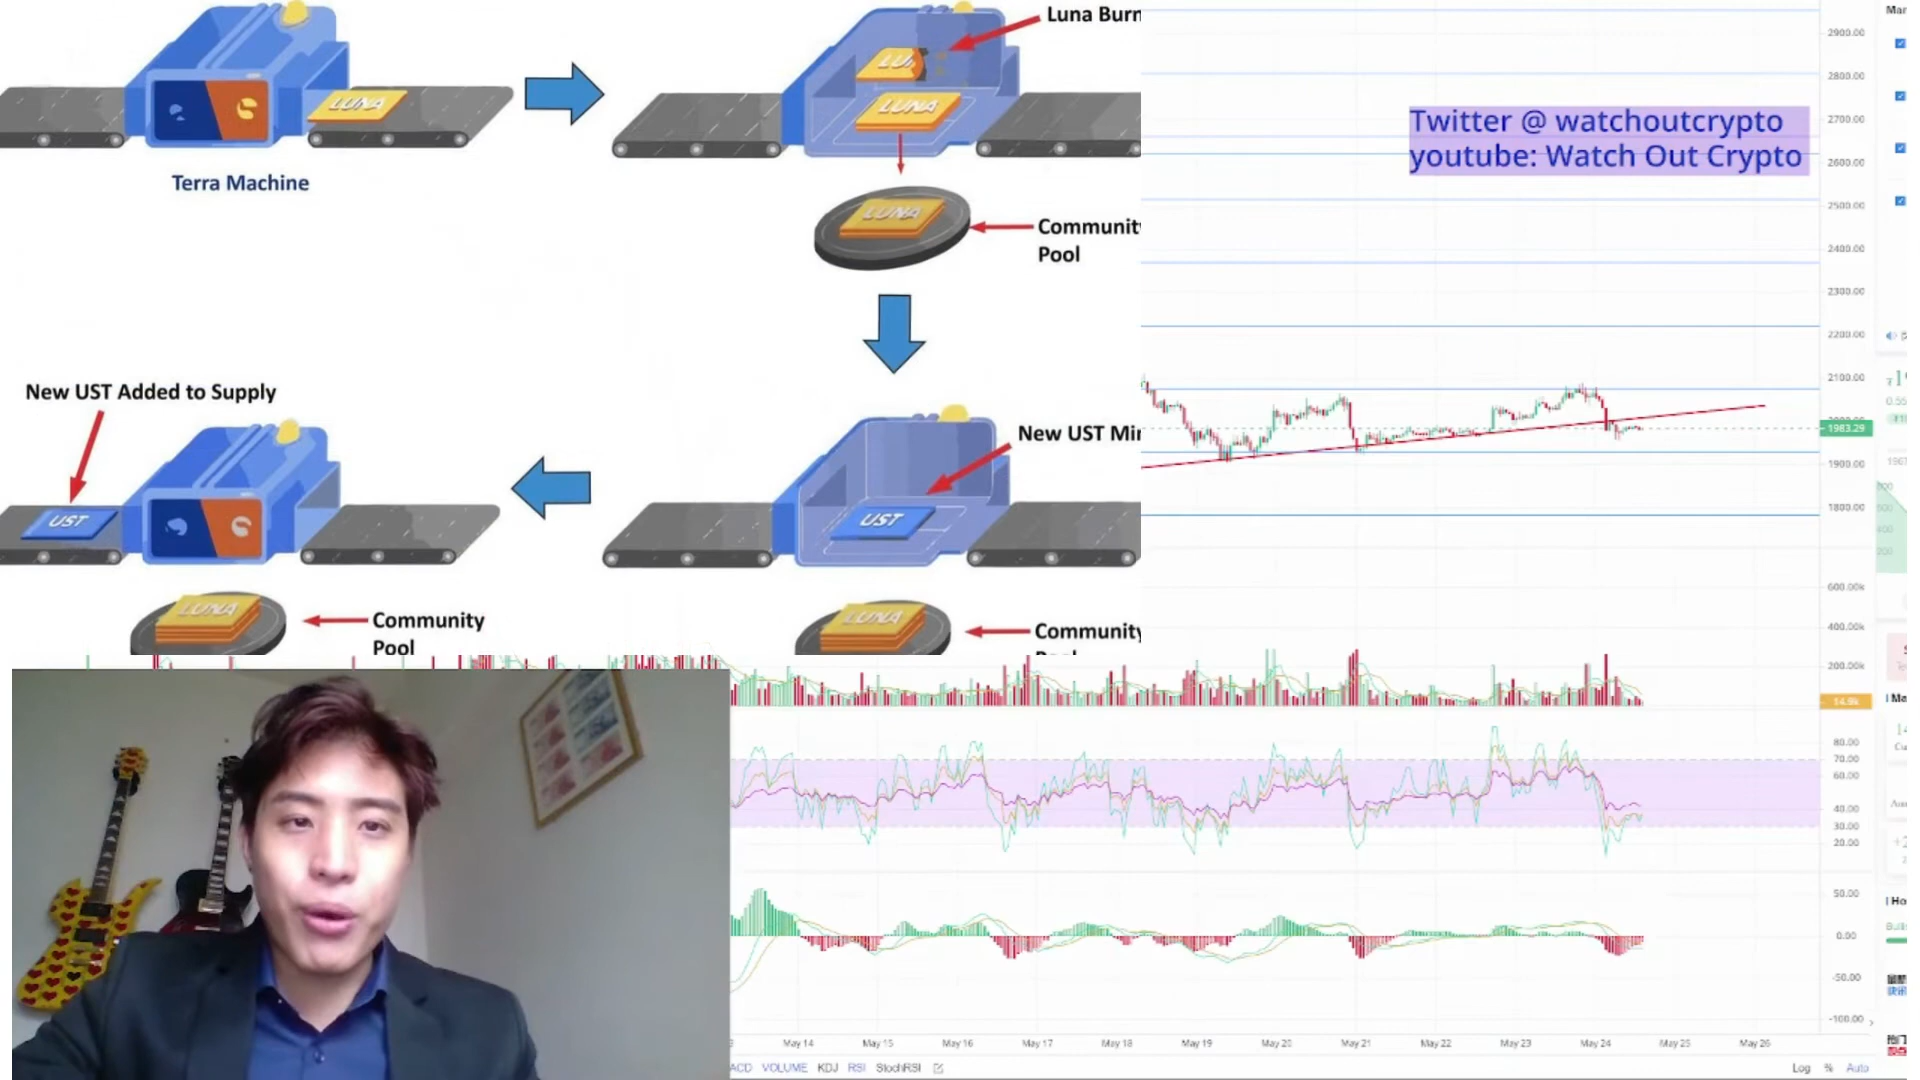 Luna Burn
LUNA
LUNA
LUNA
Terra Machine
LUNA
Community
Pool
New UST Added to Supply
New UST Min
UST
UST
LUNA
Community
Pool
LUNA
Community
Twitter @ watchoutcrypto
youtube: Watch Out Crypto
2900.00
2800.00
2700.00
2600.00
2500.00
2400.00
2300.00
2200.00
2100.00
1983.29
1900.00
1800.00
600.00k
400.00k
200.00k
14.9k
80.00
70.00
60.00
40.00
30.00
20.00
50.00
0.00
-50.00
-100.00
May 14
May 15
May 16
May 17
May 18
May 19
May 20
May 21
May 22
May 23
May 24
May 25
May 26
ACD VOLUME KDJ RSI StochRSI
Log % Auto